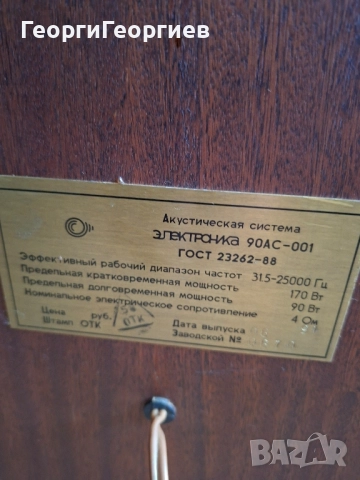 ГеоргиГеоргиев
Акустическая система
ЭЛЕКТРОНИКА 90АС-001
ГОСТ 23262-88
Эффективный рабочий диапазон частот 31.5-25000 Гц
Предельная кратковременная мощность 170 Вт
Предельная долговременная мощность 90 Вт
Номинальное электрическое сопротивление 4 Ом
Цена руб.
Штамп ОТК ОТК
Дата выпуска
Заводской №
BAZAR
bg